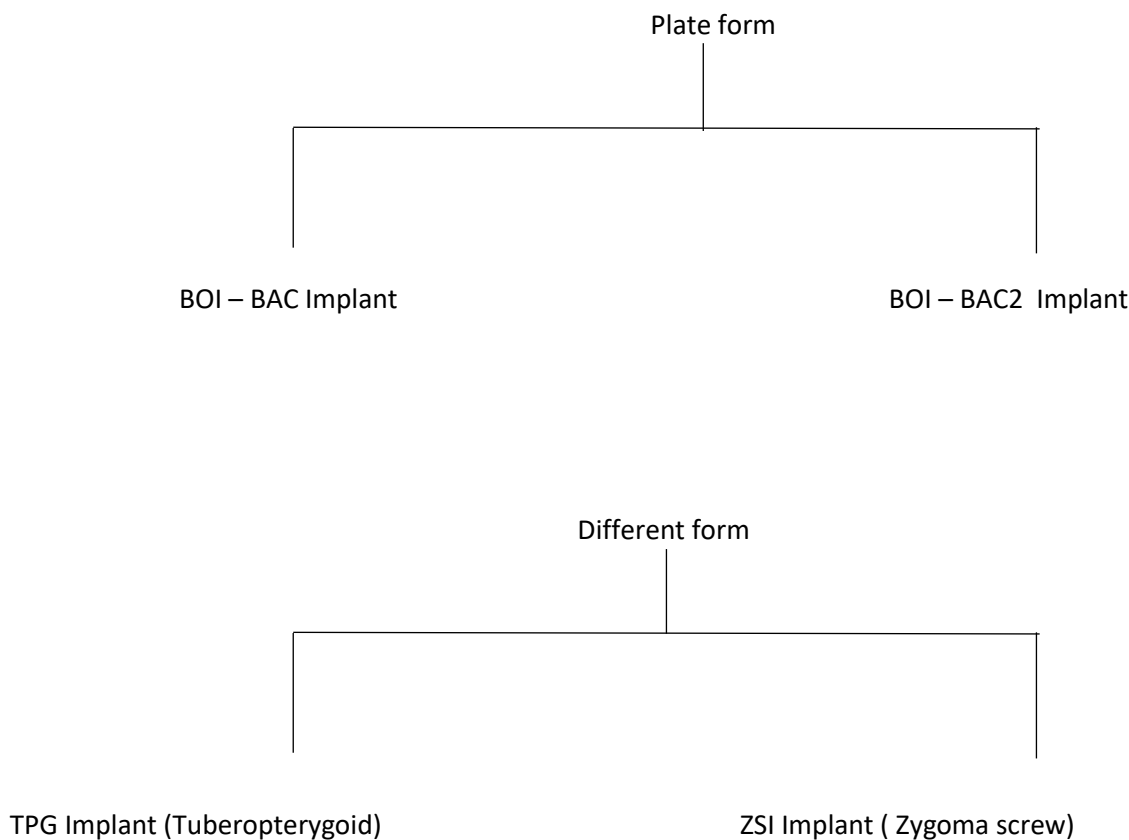 Plate form
BOI – BAC Implant
BOI – BAC2  Implant
Different form
TPG Implant (Tuberopterygoid)
ZSI Implant ( Zygoma screw)